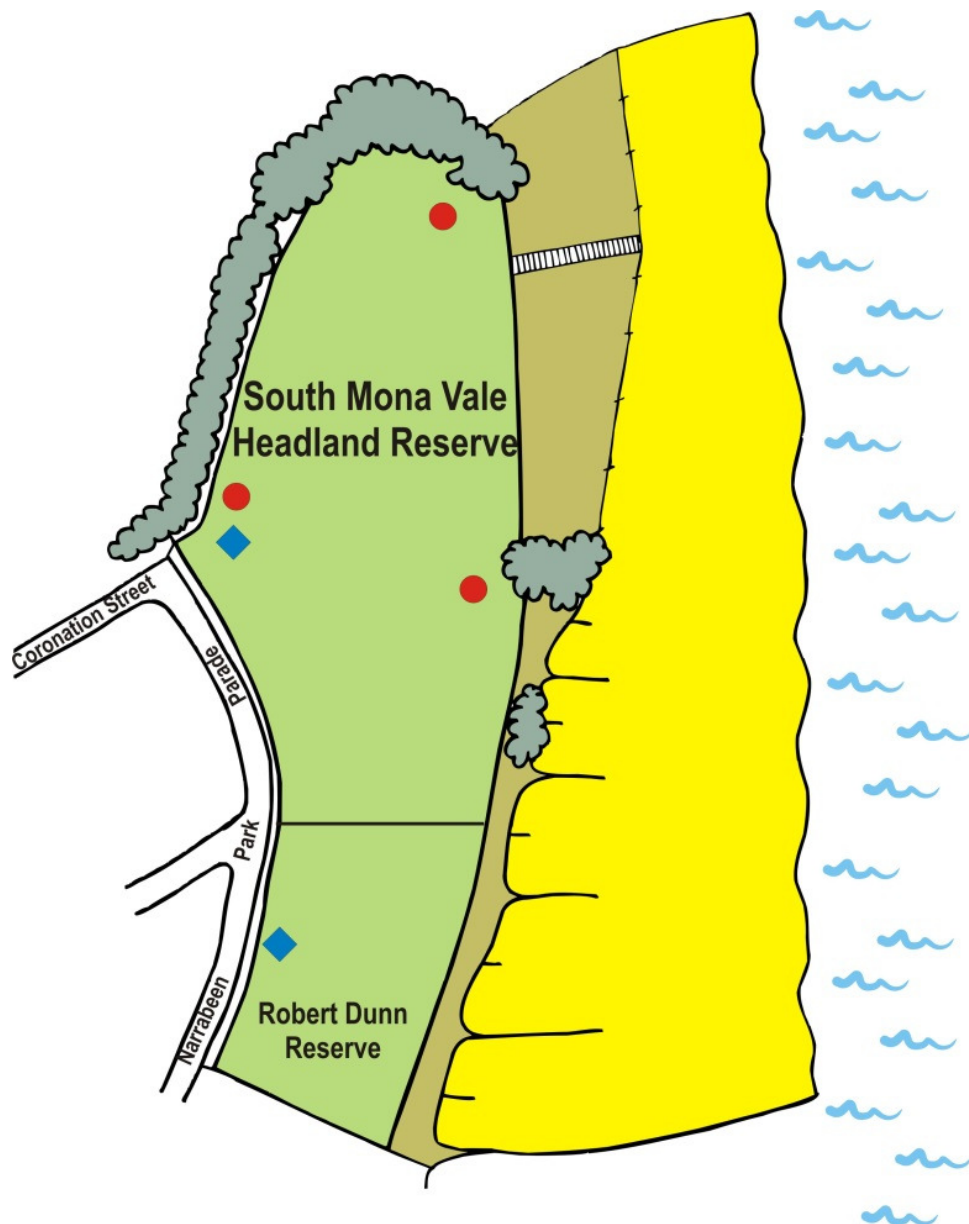 South Mona Vale
Headland Reserve
Coronation Street
Parade
Park
Narrabeen
Robert Dunn
Reserve